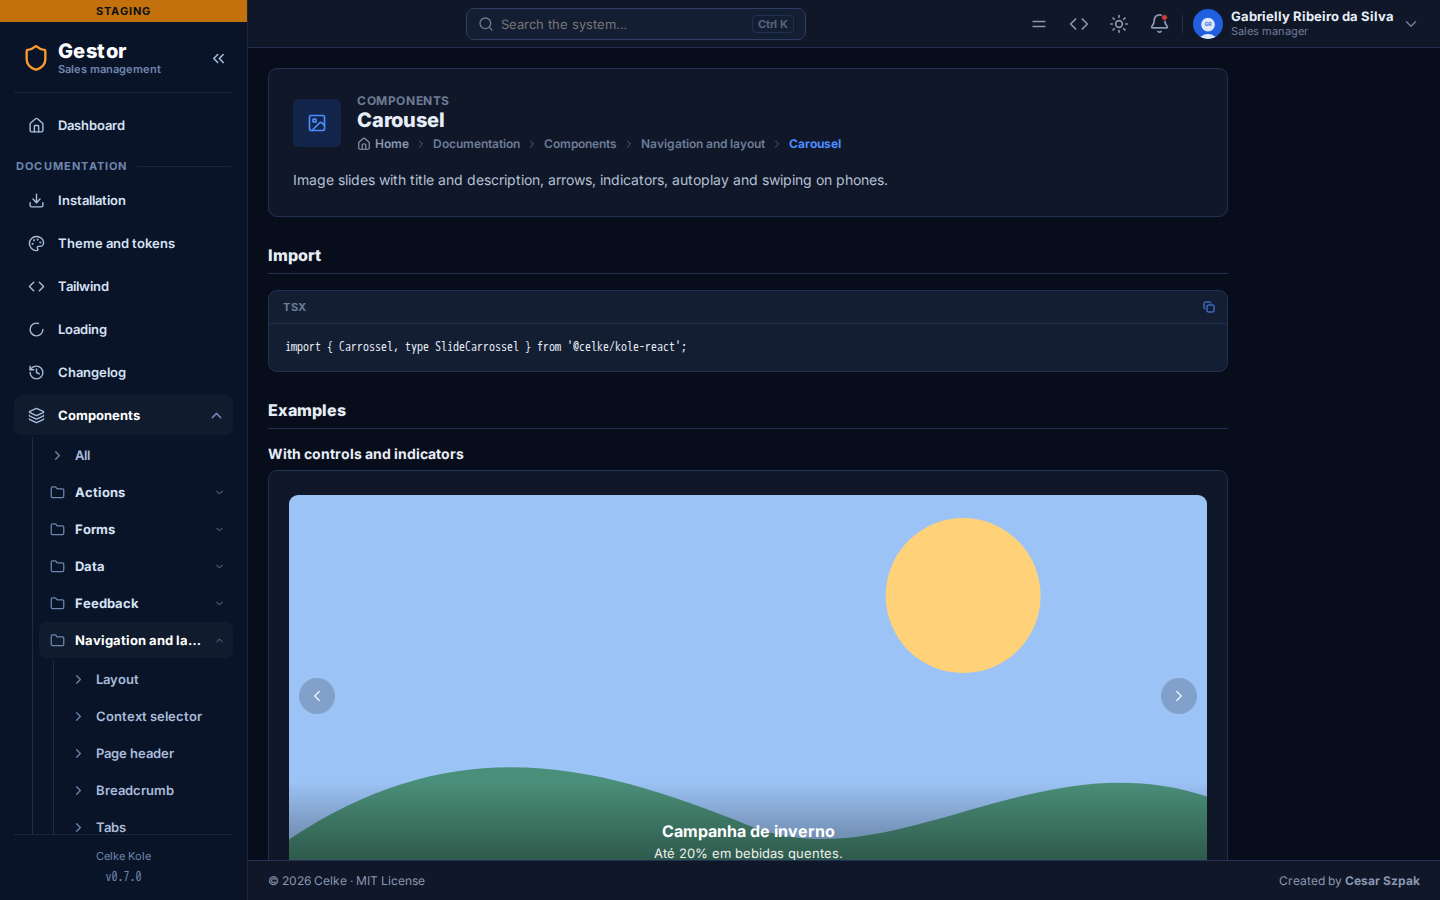 STAGING
Gestor
Sales management
Dashboard
DOCUMENTATION
Installation
Theme and tokens
Tailwind
Loading
Changelog
Components
All
Actions
Forms
Data
Feedback
Navigation and la...
Layout
Context selector
Page header
Breadcrumb
Tabs
Celke Kole
v0.7.0
Search the system...
Ctrl K
GR
Gabrielly Ribeiro da Silva
Sales manager
COMPONENTS
Carousel
Home
Documentation
Components
Navigation and layout
Carousel
Image slides with title and description, arrows, indicators, autoplay and swiping on phones.
Import
TSX
import { Carrossel, type SlideCarrossel } from '@celke/kole-react';
Examples
With controls and indicators
Campanha de inverno
Até 20% em bebidas quentes.
© 2026 Celke · MIT License
Created by Cesar Szpak